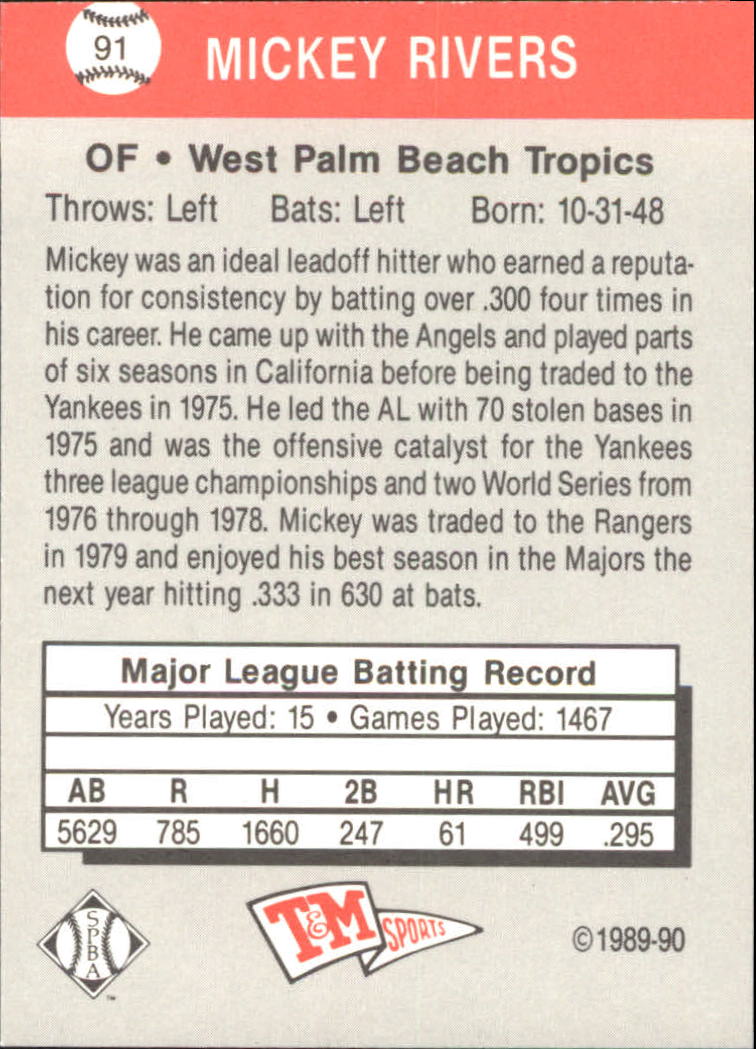 91
MICKEY RIVERS
OF • West Palm Beach Tropics
Throws: Left Bats: Left Born: 10-31-48
Mickey was an ideal leadoff hitter who earned a reputa-
tion for consistency by batting over .300 four times in
his career. He came up with the Angels and played parts
of six seasons in California before being traded to the
Yankees in 1975. He led the AL with 70 stolen bases in
1975 and was the offensive catalyst for the Yankees
three league championships and two World Series from
1976 through 1978. Mickey was traded to the Rangers
in 1979 and enjoyed his best season in the Majors the
next year hitting .333 in 630 at bats.
Major League Batting Record
Years Played: 15 • Games Played: 1467
AB R H 2B HR RBI AVG
5629 785 1660 247 61 499 .295
SPBA
™
T&M SPORTS
©1989-90